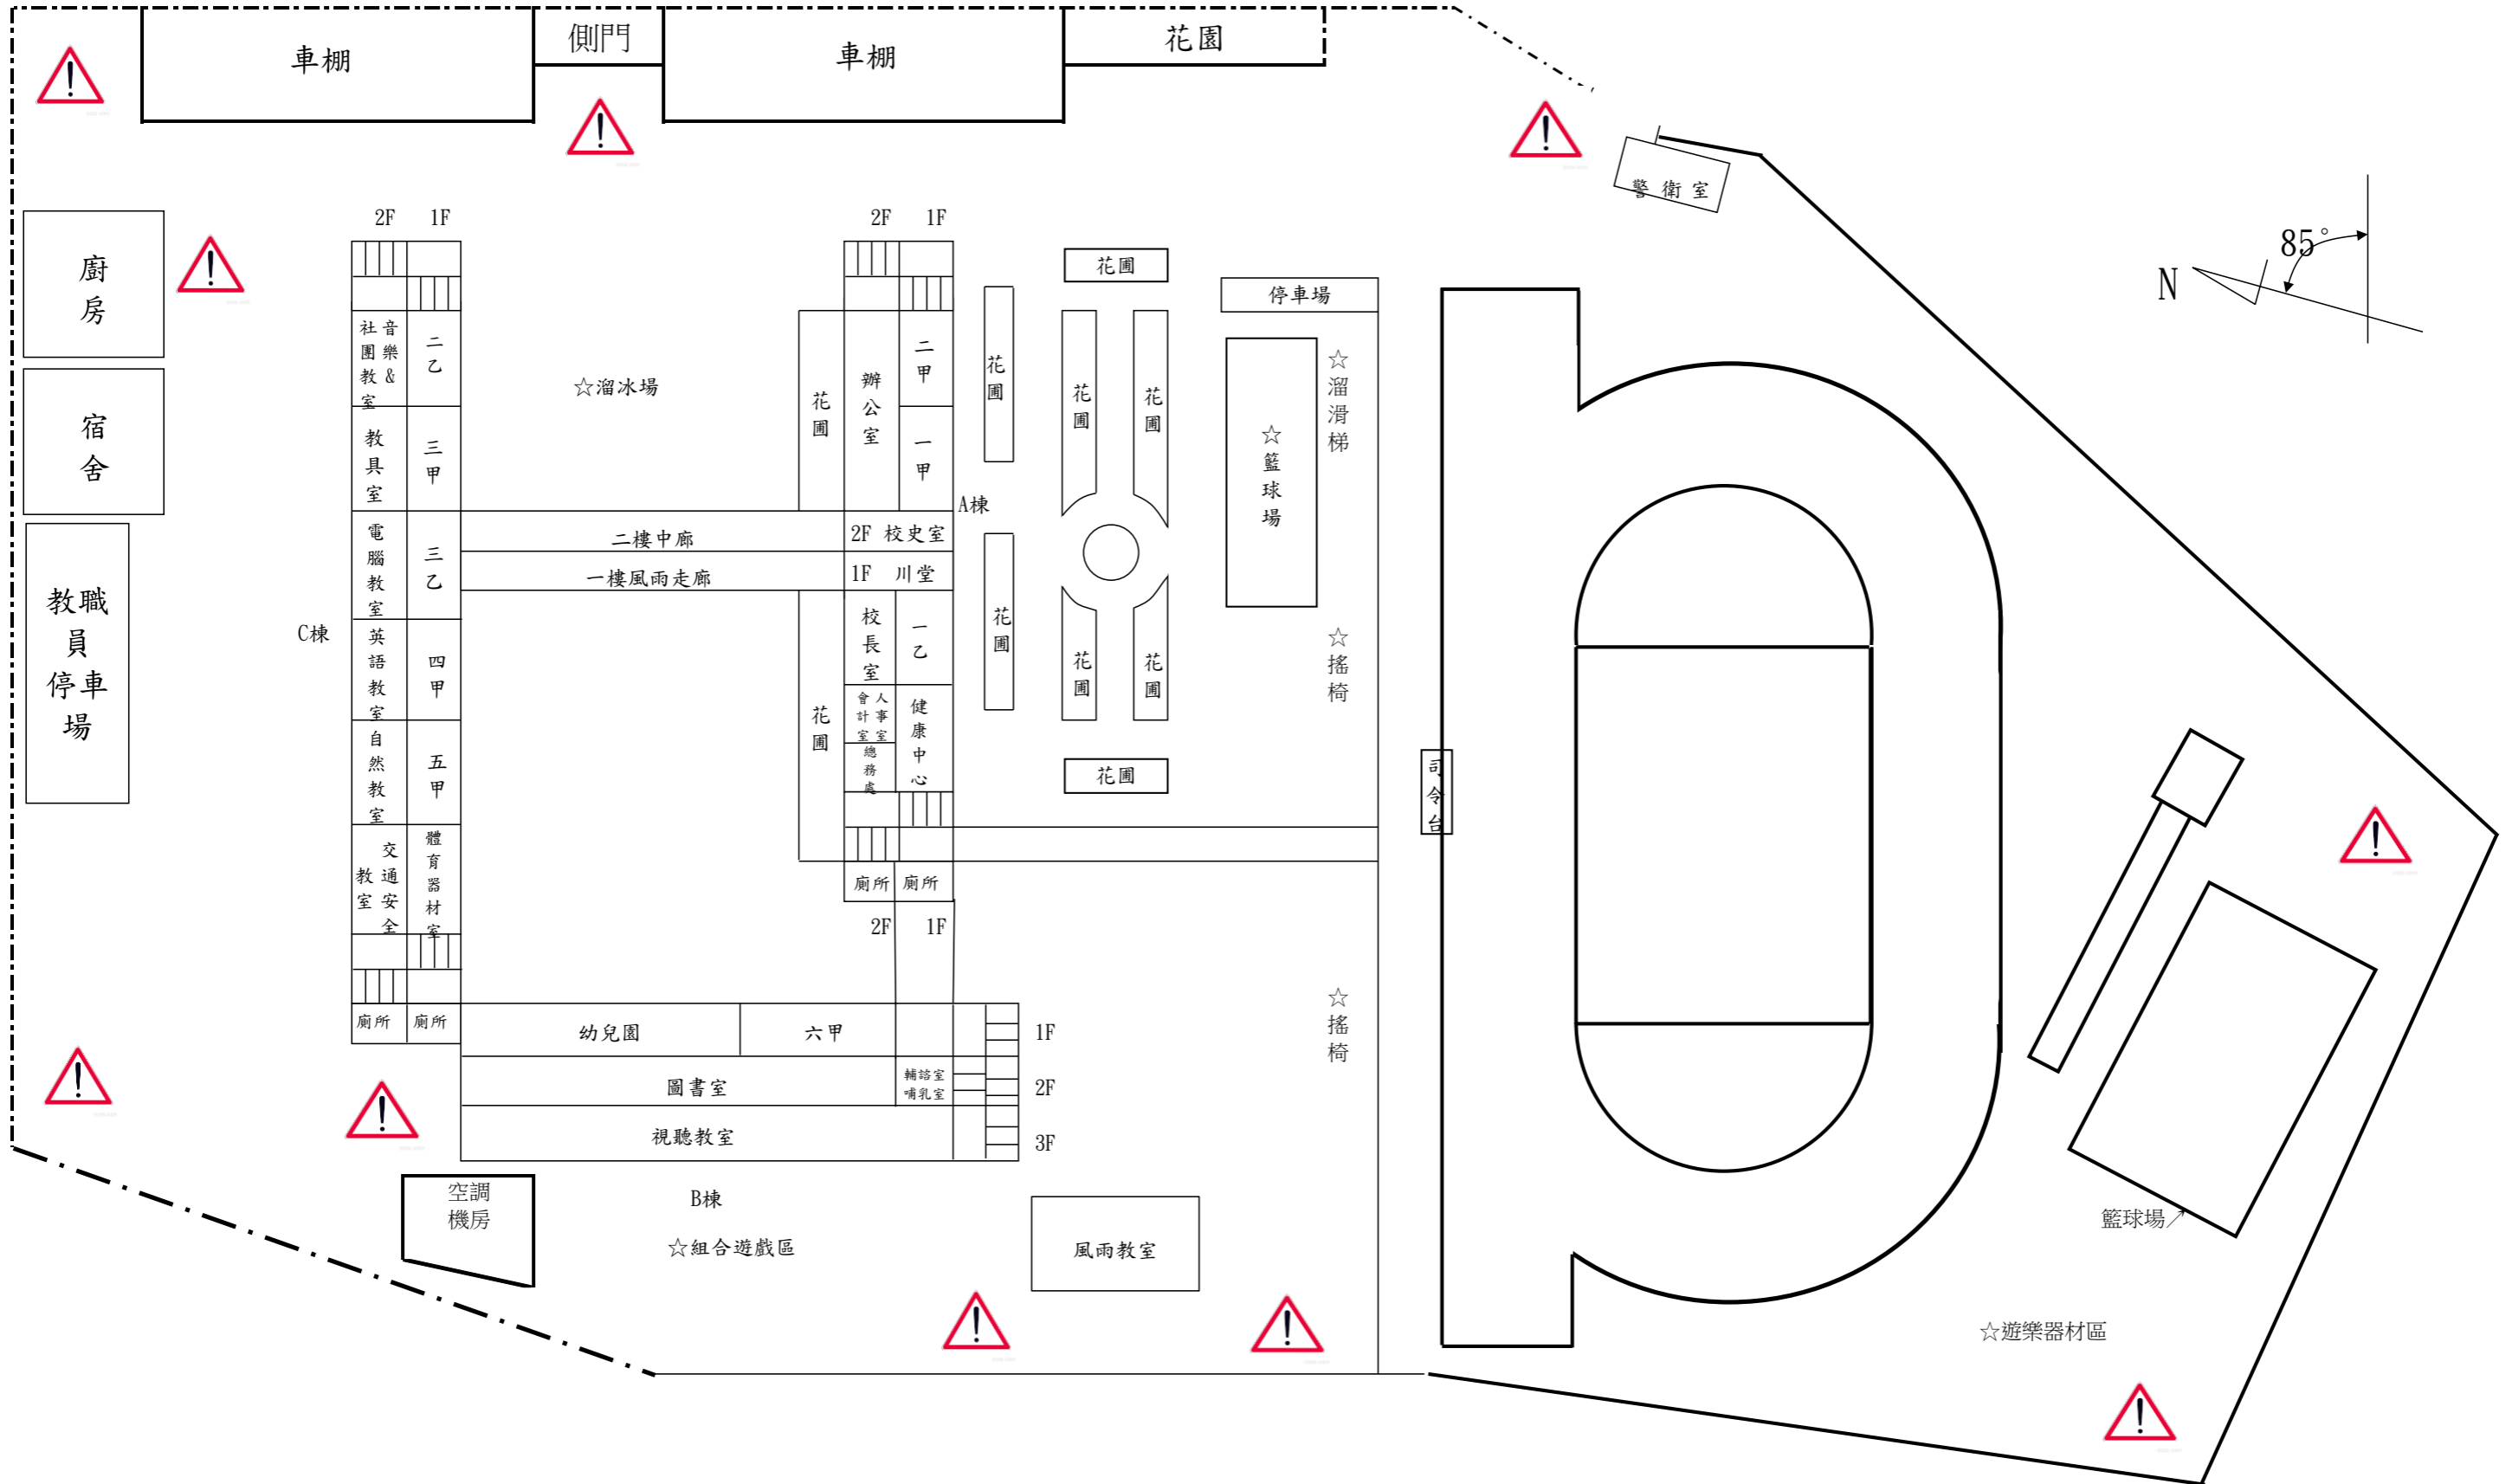 車棚
側門
車棚
花園
警衛室
85°
N
廚房
宿舍
教職員停車場
2F 1F
音樂&社團教室
二乙
教具室
三甲
電腦教室
三乙
英語教室
四甲
自然教室
五甲
交通安全教室
體育器材室
廁所 廁所
C棟
☆溜冰場
二樓中廊
一樓風雨走廊
花圃
花圃
2F 1F
辦公室
二甲
一甲
A棟
2F 校史室
1F 川堂
校長室
一乙
人事室
會計室
總務處
健康中心
廁所 廁所
2F 1F
花圃
花圃
花圃
花圃
花圃
花圃
花圃
花圃
停車場
☆籃球場
☆溜滑梯
☆搖椅
☆搖椅
司令台
幼兒園
六甲
1F
圖書室
輔諮室
哺乳室
2F
視聽教室
3F
空調機房
B棟
☆組合遊戲區
風雨教室
籃球場↗
☆遊樂器材區